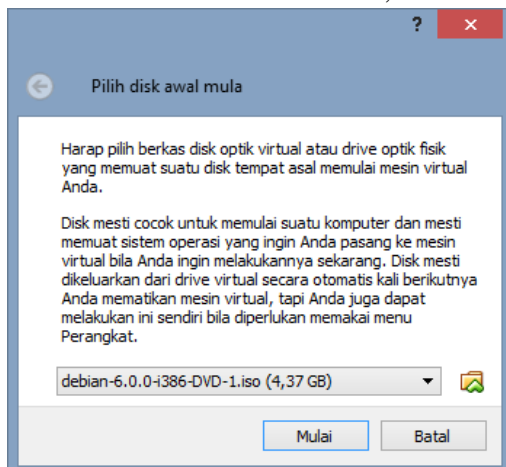 ?
Pilih disk awal mula
Harap pilih berkas disk optik virtual atau drive optik fisik
yang memuat suatu disk tempat asal memulai mesin virtual
Anda.
Disk mesti cocok untuk memulai suatu komputer dan mesti
memuat sistem operasi yang ingin Anda pasang ke mesin
virtual bila Anda ingin melakukannya sekarang. Disk mesti
dikeluarkan dari drive virtual secara otomatis kali berikutnya
Anda mematikan mesin virtual, tapi Anda juga dapat
melakukan ini sendiri bila diperlukan memakai menu
Perangkat.
debian-6.0.0-i386-DVD-1.iso (4,37 GB)
Mulai Batal